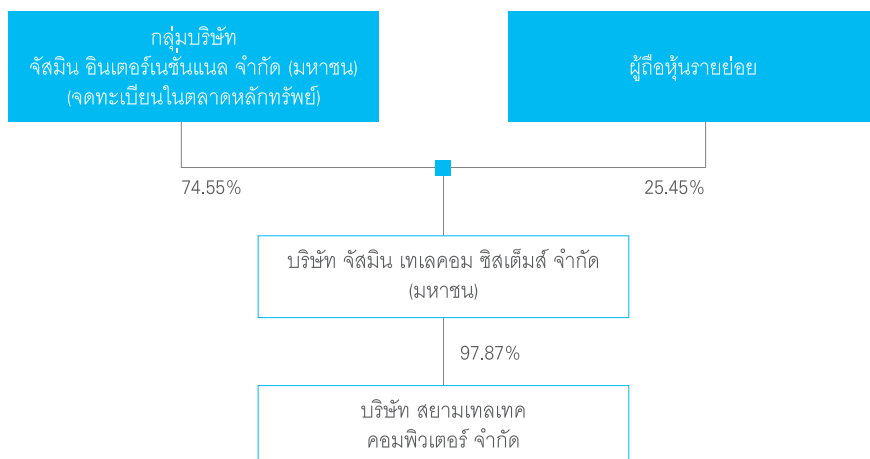 กลุ่มบริษัท
จัสมิน อินเตอร์เนชั่นแนล จำกัด (มหาชน)
(จดทะเบียนในตลาดหลักทรัพย์)
ผู้ถือหุ้นรายย่อย
74.55%
25.45%
บริษัท จัสมิน เทเลคอม ซิสเต็มส์ จำกัด
(มหาชน)
97.87%
บริษัท สยามเทลเทค
คอมพิวเตอร์ จำกัด